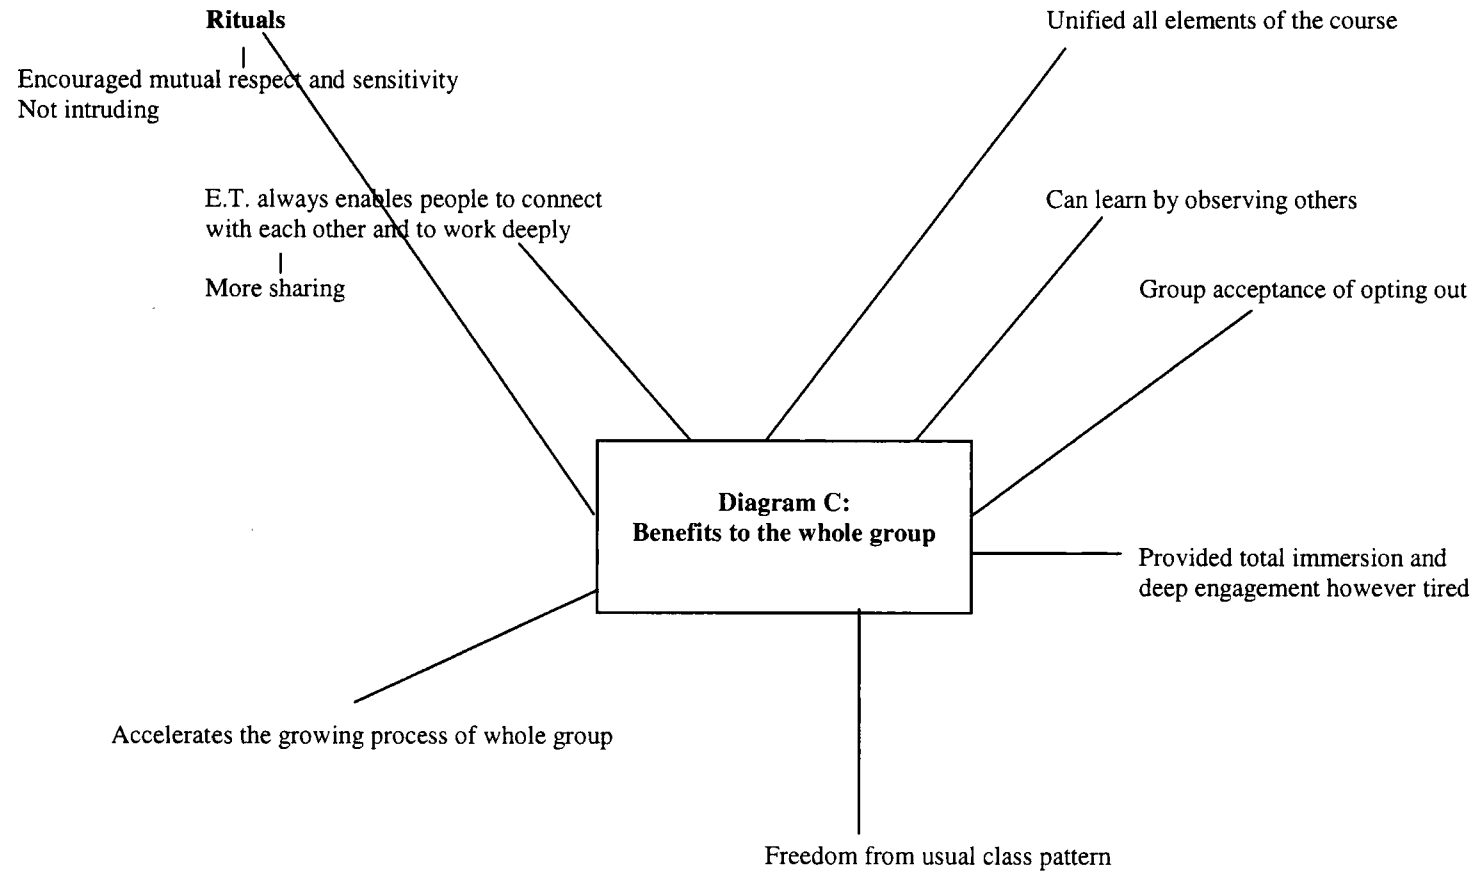 Rituals
Encouraged mutual respect and sensitivity
Not intruding
E.T. always enables people to connect
with each other and to work deeply
More sharing
Unified all elements of the course
Can learn by observing others
Group acceptance of opting out
Diagram C:
Benefits to the whole group
Provided total immersion and
deep engagement however tired
Accelerates the growing process of whole group
Freedom from usual class pattern